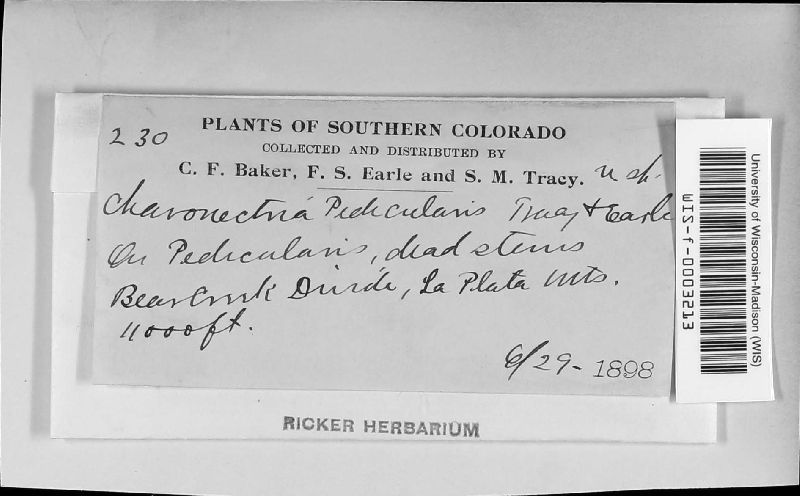 230
PLANTS OF SOUTHERN COLORADO
COLLECTED AND DISTRIBUTED BY
C. F. Baker, F. S. Earle and S. M. Tracy. n sp.
Charonectria Pedicularis Tracy & Earle
On Pedicularis, dead stems
Bear Creek Divide, La Plata Mts.
11000 ft.
6/29- 1898
RICKER HERBARIUM
University of Wisconsin-Madison (WIS)
WIS-f-0003213